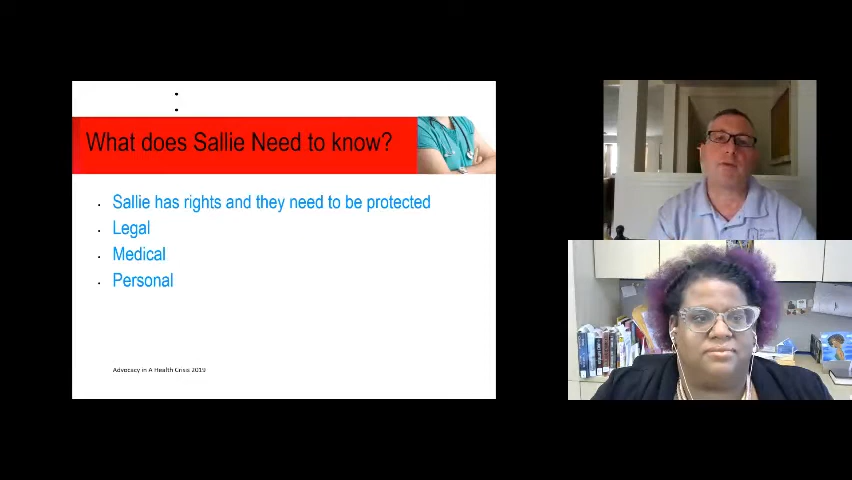 What does Sallie Need to know?
Sallie has rights and they need to be protected
Legal
Medical
Personal
Advocacy in A Health Crisis 2019